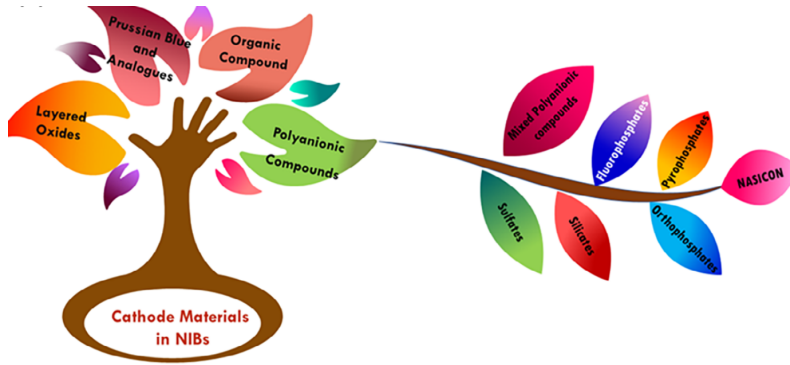 Prussian Blue
and
Analogues
Organic
Compound
Layered
Oxides
Polyanionic
Compounds
Mixed Polyanionic
compounds
Fluorophosphates
Pyrophosphates
NASICON
Sulfates
Silicates
Orthophosphates
Cathode Materials
in NIBs